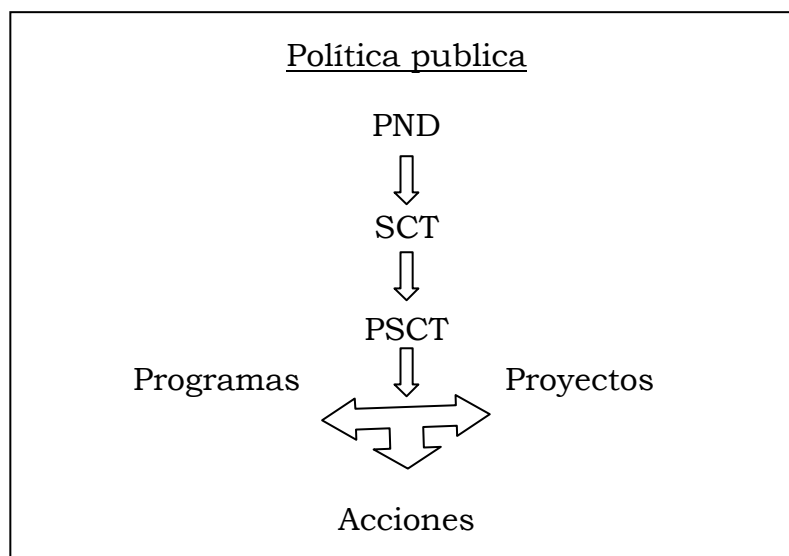 Política publica
PND
SCT
PSCT
Programas
Proyectos
Acciones